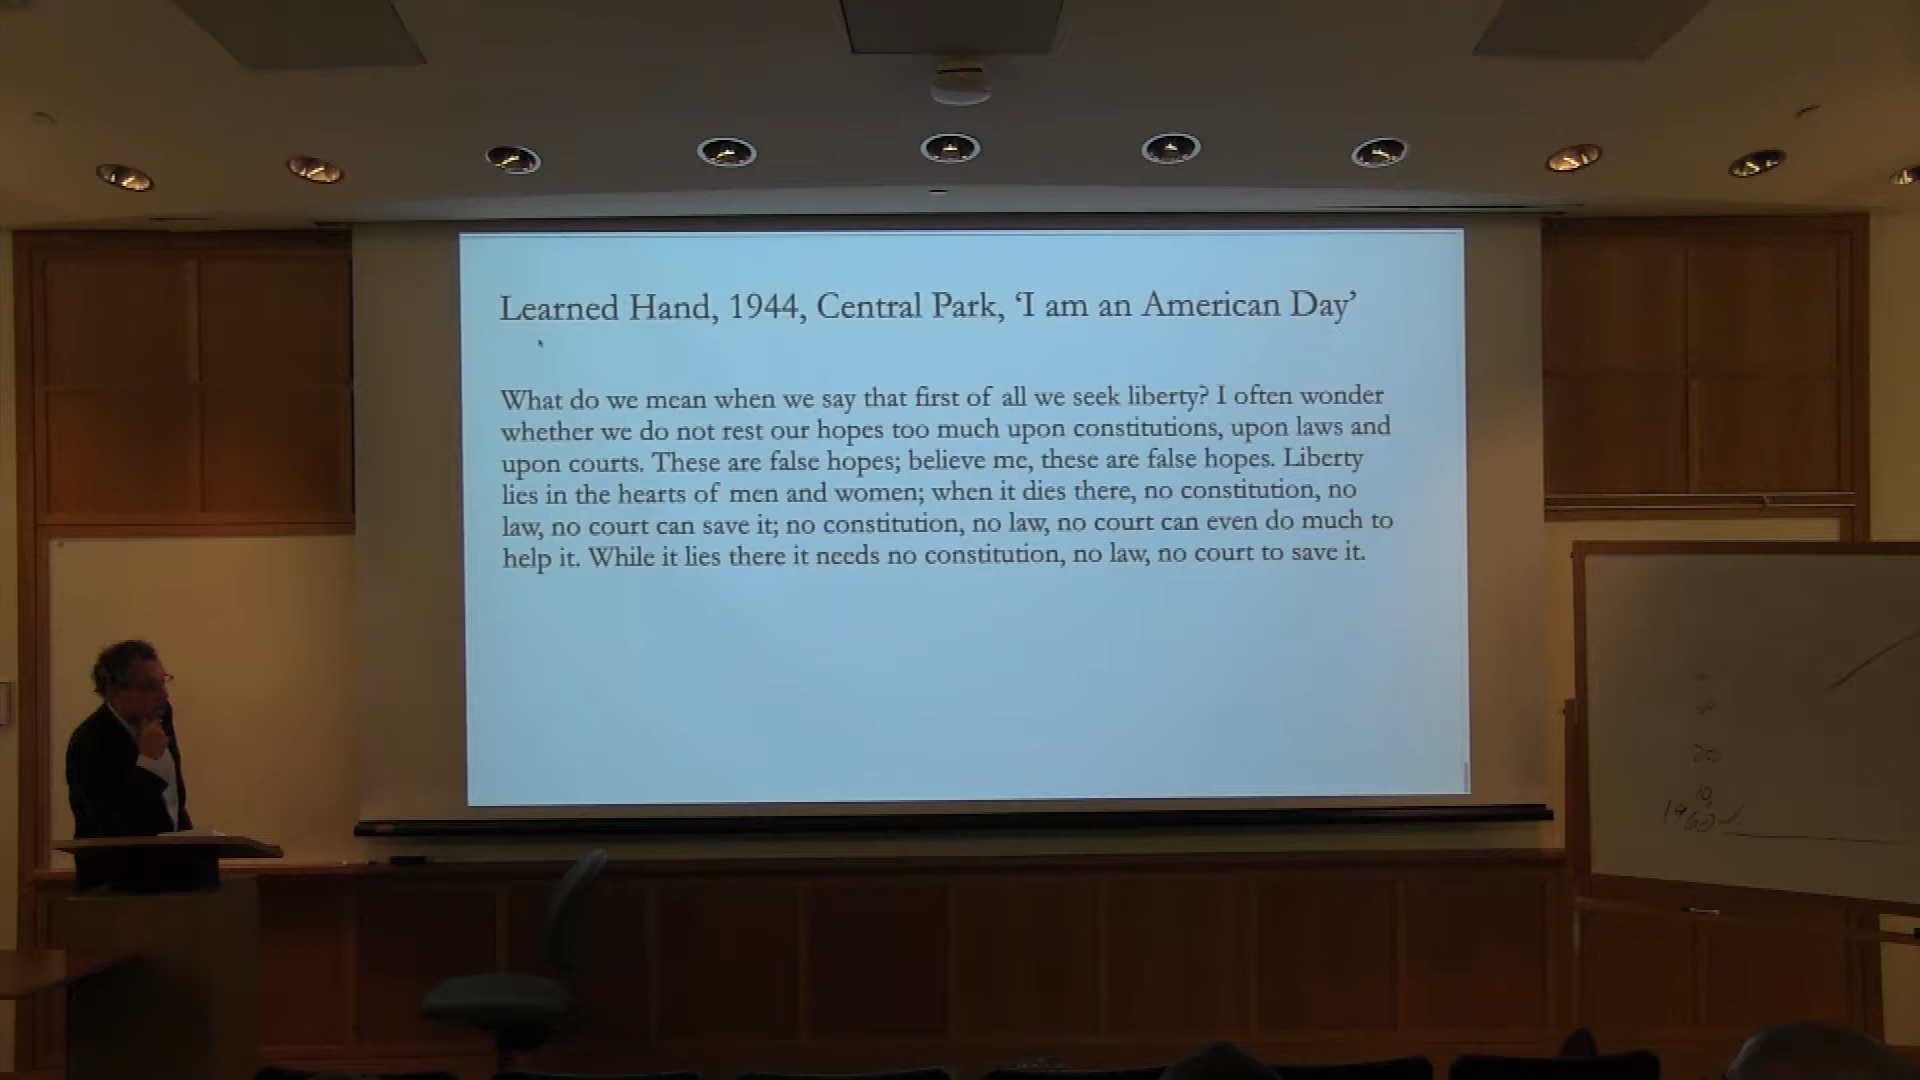 Learned Hand, 1944, Central Park, ‘I am an American Day’
What do we mean when we say that first of all we seek liberty? I often wonder
whether we do not rest our hopes too much upon constitutions, upon laws and
upon courts. These are false hopes; believe me, these are false hopes. Liberty
lies in the hearts of men and women; when it dies there, no constitution, no
law, no court can save it; no constitution, no law, no court can even do much to
help it. While it lies there it needs no constitution, no law, no court to save it.
20
10
1960